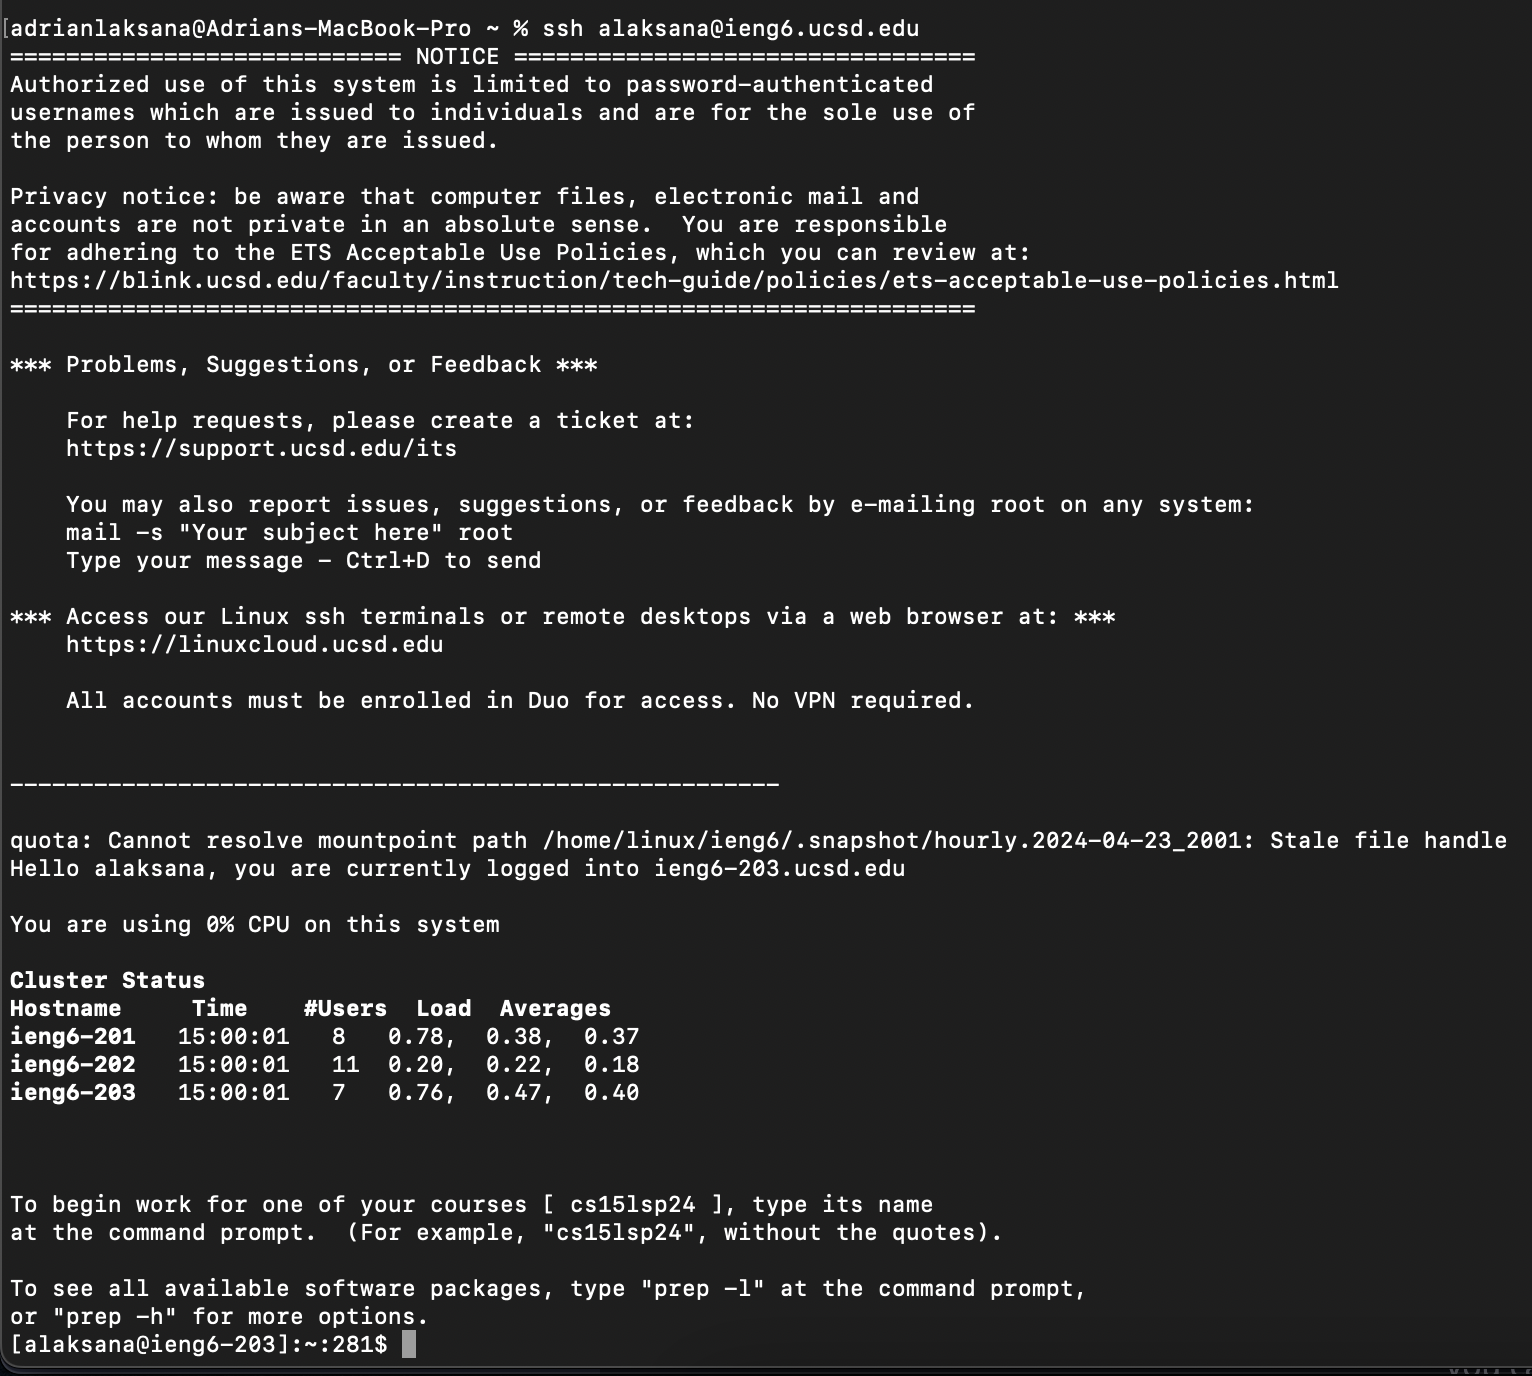 [adrianlaksana@Adrians-MacBook-Pro ~ % ssh alaksana@ieng6.ucsd.edu
============================ NOTICE =================================
Authorized use of this system is limited to password-authenticated
usernames which are issued to individuals and are for the sole use of
the person to whom they are issued.

Privacy notice: be aware that computer files, electronic mail and
accounts are not private in an absolute sense.  You are responsible
for adhering to the ETS Acceptable Use Policies, which you can review at:
https://blink.ucsd.edu/faculty/instruction/tech-guide/policies/ets-acceptable-use-policies.html
=====================================================================

*** Problems, Suggestions, or Feedback ***

    For help requests, please create a ticket at:
    https://support.ucsd.edu/its

    You may also report issues, suggestions, or feedback by e-mailing root on any system:
    mail -s "Your subject here" root
    Type your message - Ctrl+D to send

*** Access our Linux ssh terminals or remote desktops via a web browser at: ***
    https://linuxcloud.ucsd.edu

    All accounts must be enrolled in Duo for access. No VPN required.


-------------------------------------------------------

quota: Cannot resolve mountpoint path /home/linux/ieng6/.snapshot/hourly.2024-04-23_2001: Stale file handle
Hello alaksana, you are currently logged into ieng6-203.ucsd.edu

You are using 0% CPU on this system

Cluster Status
Hostname     Time    #Users  Load  Averages
ieng6-201   15:00:01   8   0.78,  0.38,  0.37
ieng6-202   15:00:01   11  0.20,  0.22,  0.18
ieng6-203   15:00:01   7   0.76,  0.47,  0.40



To begin work for one of your courses [ cs15lsp24 ], type its name
at the command prompt.  (For example, "cs15lsp24", without the quotes).

To see all available software packages, type "prep -l" at the command prompt,
or "prep -h" for more options.
[alaksana@ieng6-203]:~:281$